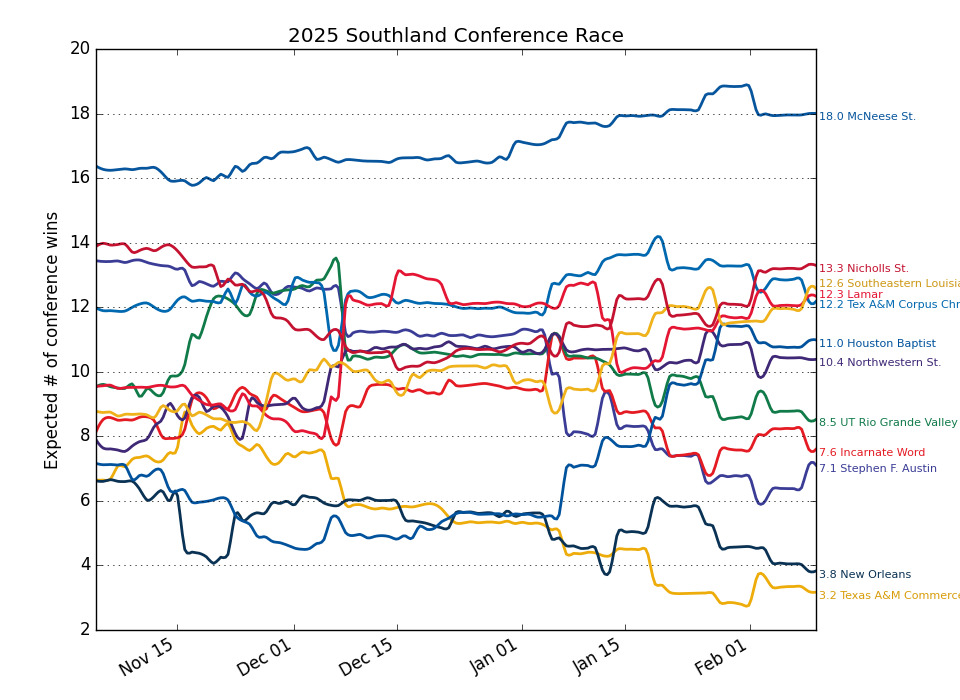 2025 Southland Conference Race
Expected # of conference wins
20
18
16
14
12
10
8
6
4
2
18.0 McNeese St.
13.3 Nicholls St.
12.6 Southeastern Louisia
12.3 Lamar
12.2 Tex A&M Corpus Chr
11.0 Houston Baptist
10.4 Northwestern St.
8.5 UT Rio Grande Valley
7.6 Incarnate Word
7.1 Stephen F. Austin
3.8 New Orleans
3.2 Texas A&M Commerce
Nov 15
Dec 01
Dec 15
Jan 01
Jan 15
Feb 01